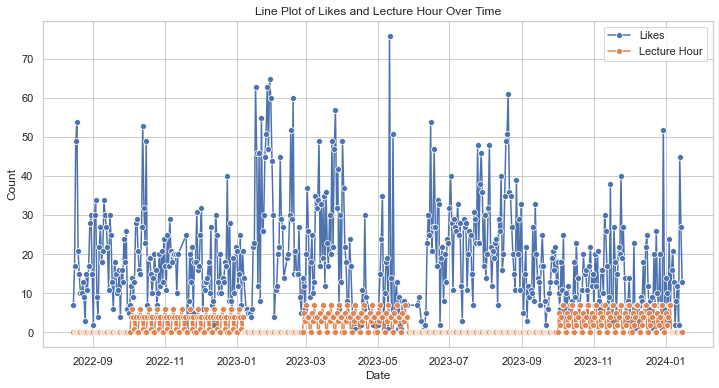 Line Plot of Likes and Lecture Hour Over Time
Likes
Lecture Hour
70
60
50
40
30
20
10
0
Count
2022-09 2022-11 2023-01 2023-03 2023-05 2023-07 2023-09 2023-11 2024-01
Date